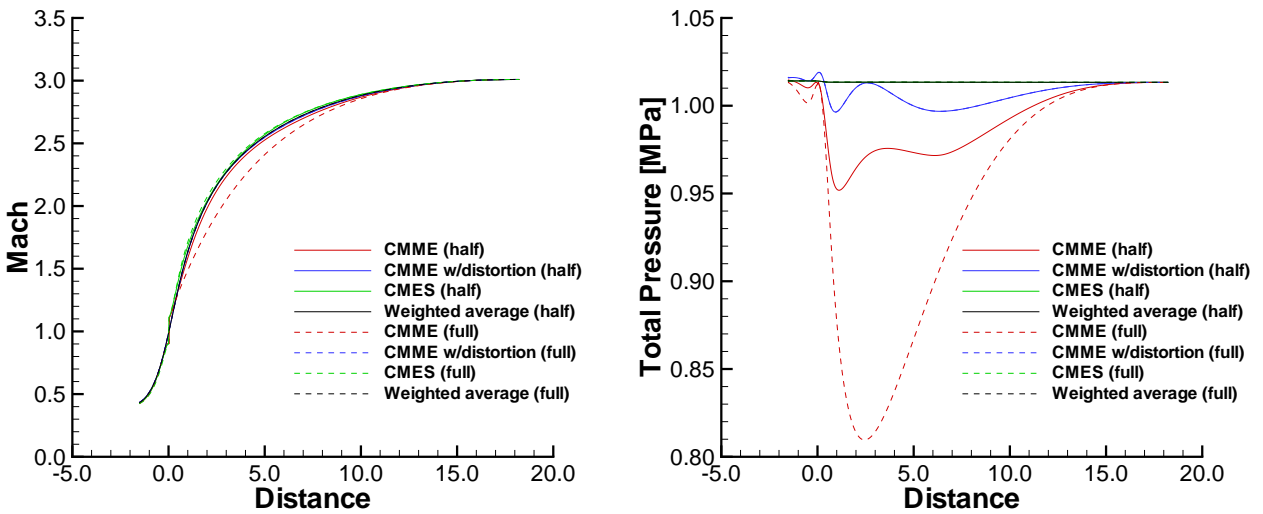 3.5
3.0
2.5
2.0
1.5
1.0
0.5
0.0
Mach
-5.0 0.0 5.0 10.0 15.0 20.0
Distance
CMME (half)
CMME w/distortion (half)
CMES (half)
Weighted average (half)
CMME (full)
CMME w/distortion (full)
CMES (full)
Weighted average (full)
1.05
1.00
0.95
0.90
0.85
0.80
Total Pressure [MPa]
-5.0 0.0 5.0 10.0 15.0 20.0
Distance
CMME (half)
CMME w/distortion (half)
CMES (half)
Weighted average (half)
CMME (full)
CMME w/distortion (full)
CMES (full)
Weighted average (full)